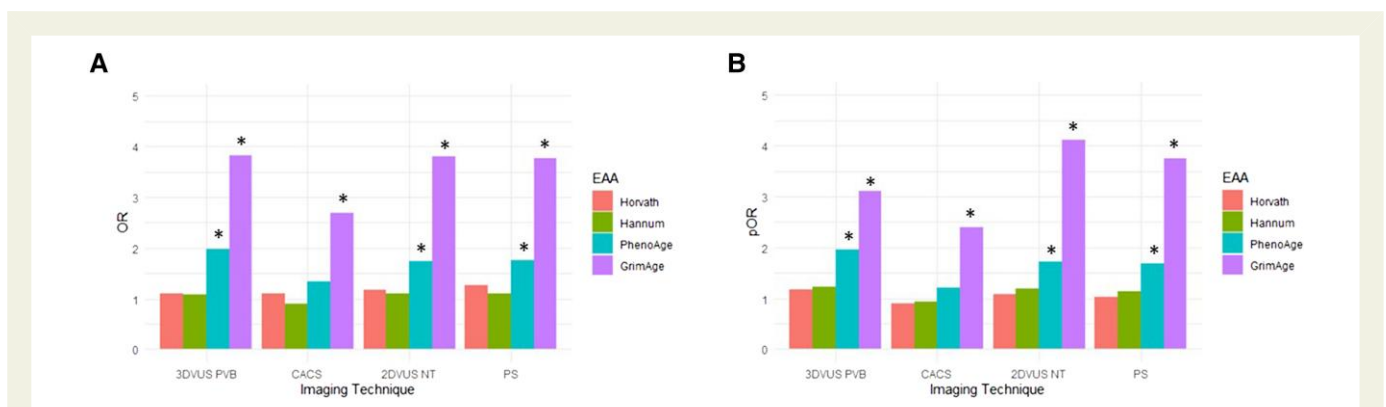 A
5
4
3
2
1
0
OR
* * * * * * *
3DVUS PVB CACS 2DVUS NT PS
Imaging Technique
EAA
Horvath
Hannum
PhenoAge
GrimAge
B
5
4
3
2
1
0
pOR
* * * * * * *
3DVUS PVB CACS 2DVUS NT PS
Imaging Technique
EAA
Horvath
Hannum
PhenoAge
GrimAge